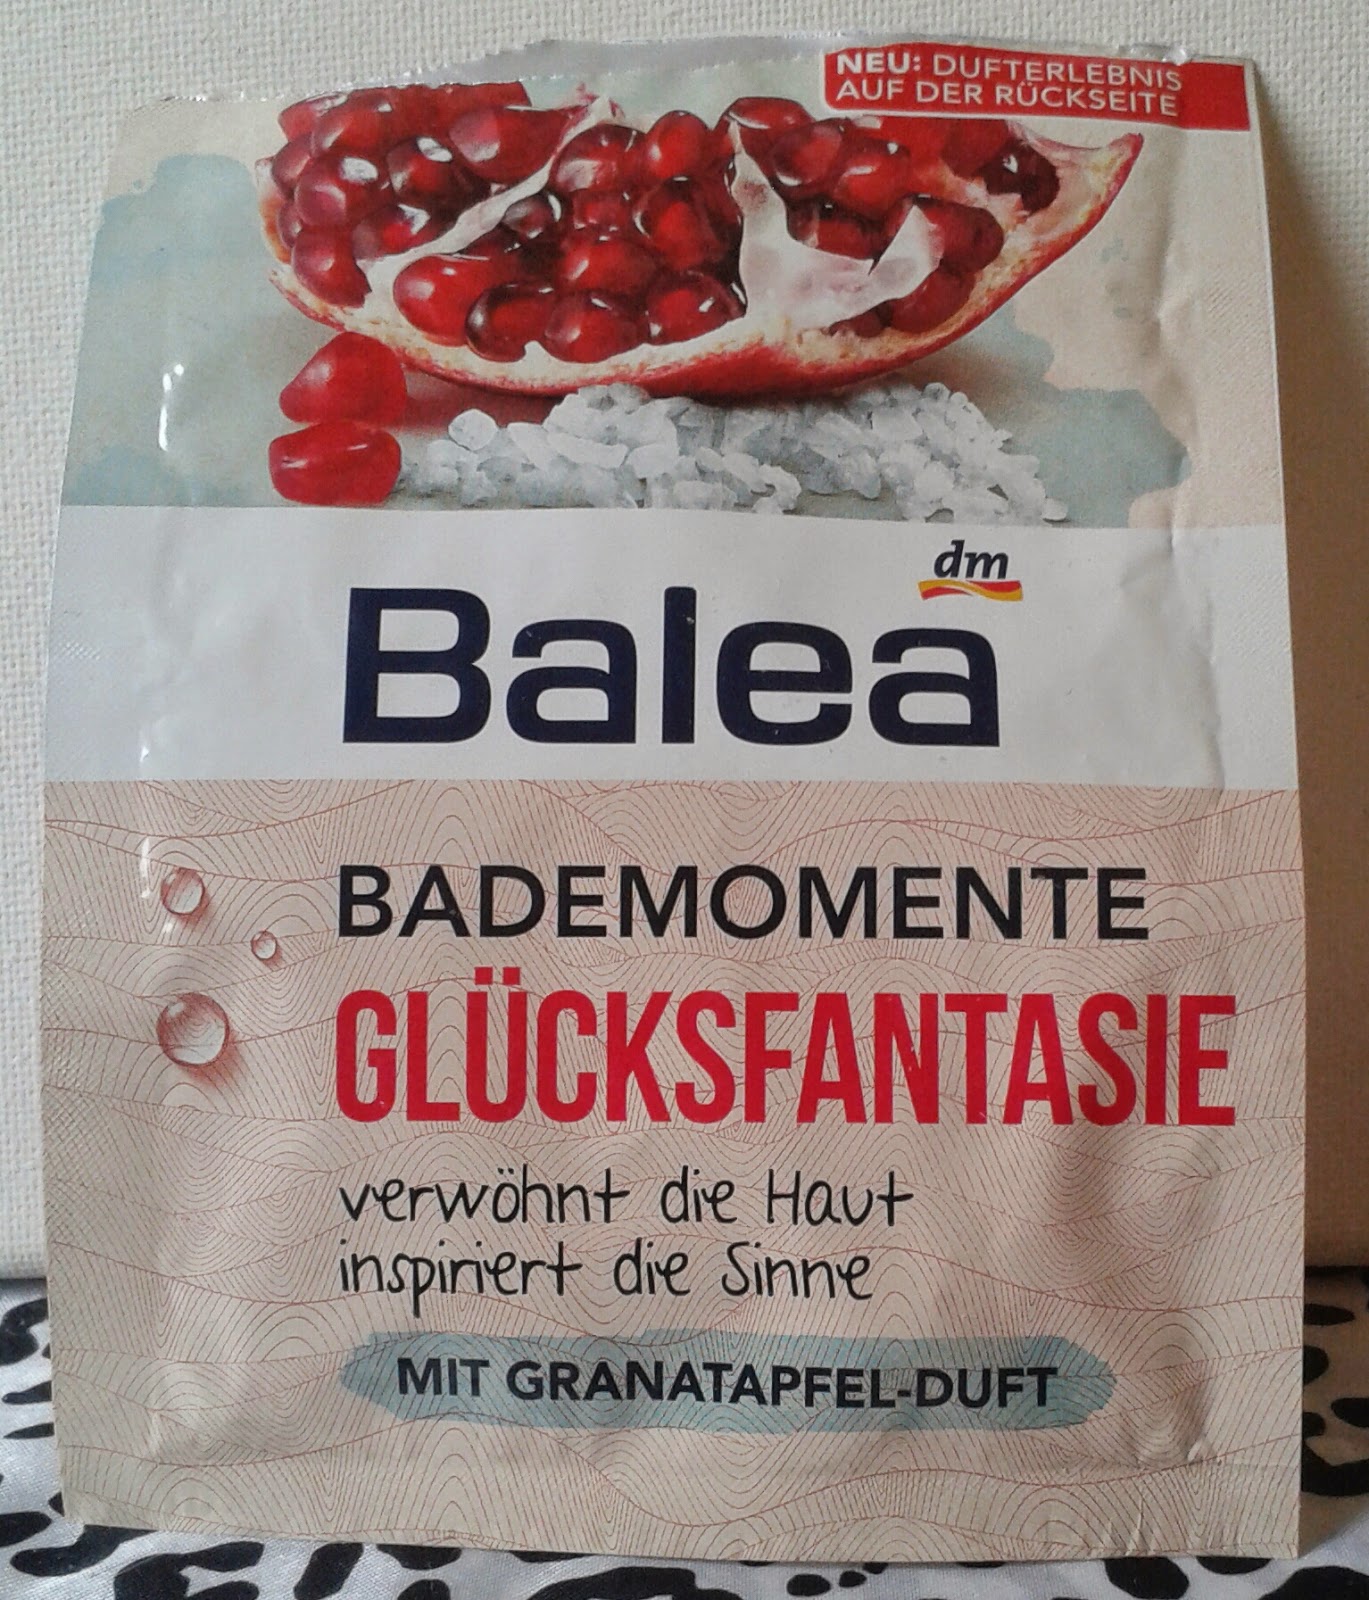 NEU: DUFTERLEBNIS
AUF DER RÜCKSEITE
dm
Balea
BADEMOMENTE
GLÜCKSFANTASIE
verwöhnt die Haut
inspiriert die Sinne
MIT GRANATAPFEL-DUFT